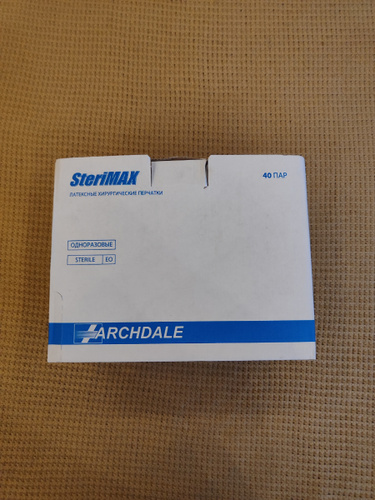 SteriMAX
40 ПАР
ЛАТЕКСНЫЕ ХИРУРГИЧЕСКИЕ ПЕРЧАТКИ
ОДНОРАЗОВЫЕ
STERILE EO
ARCHDALE